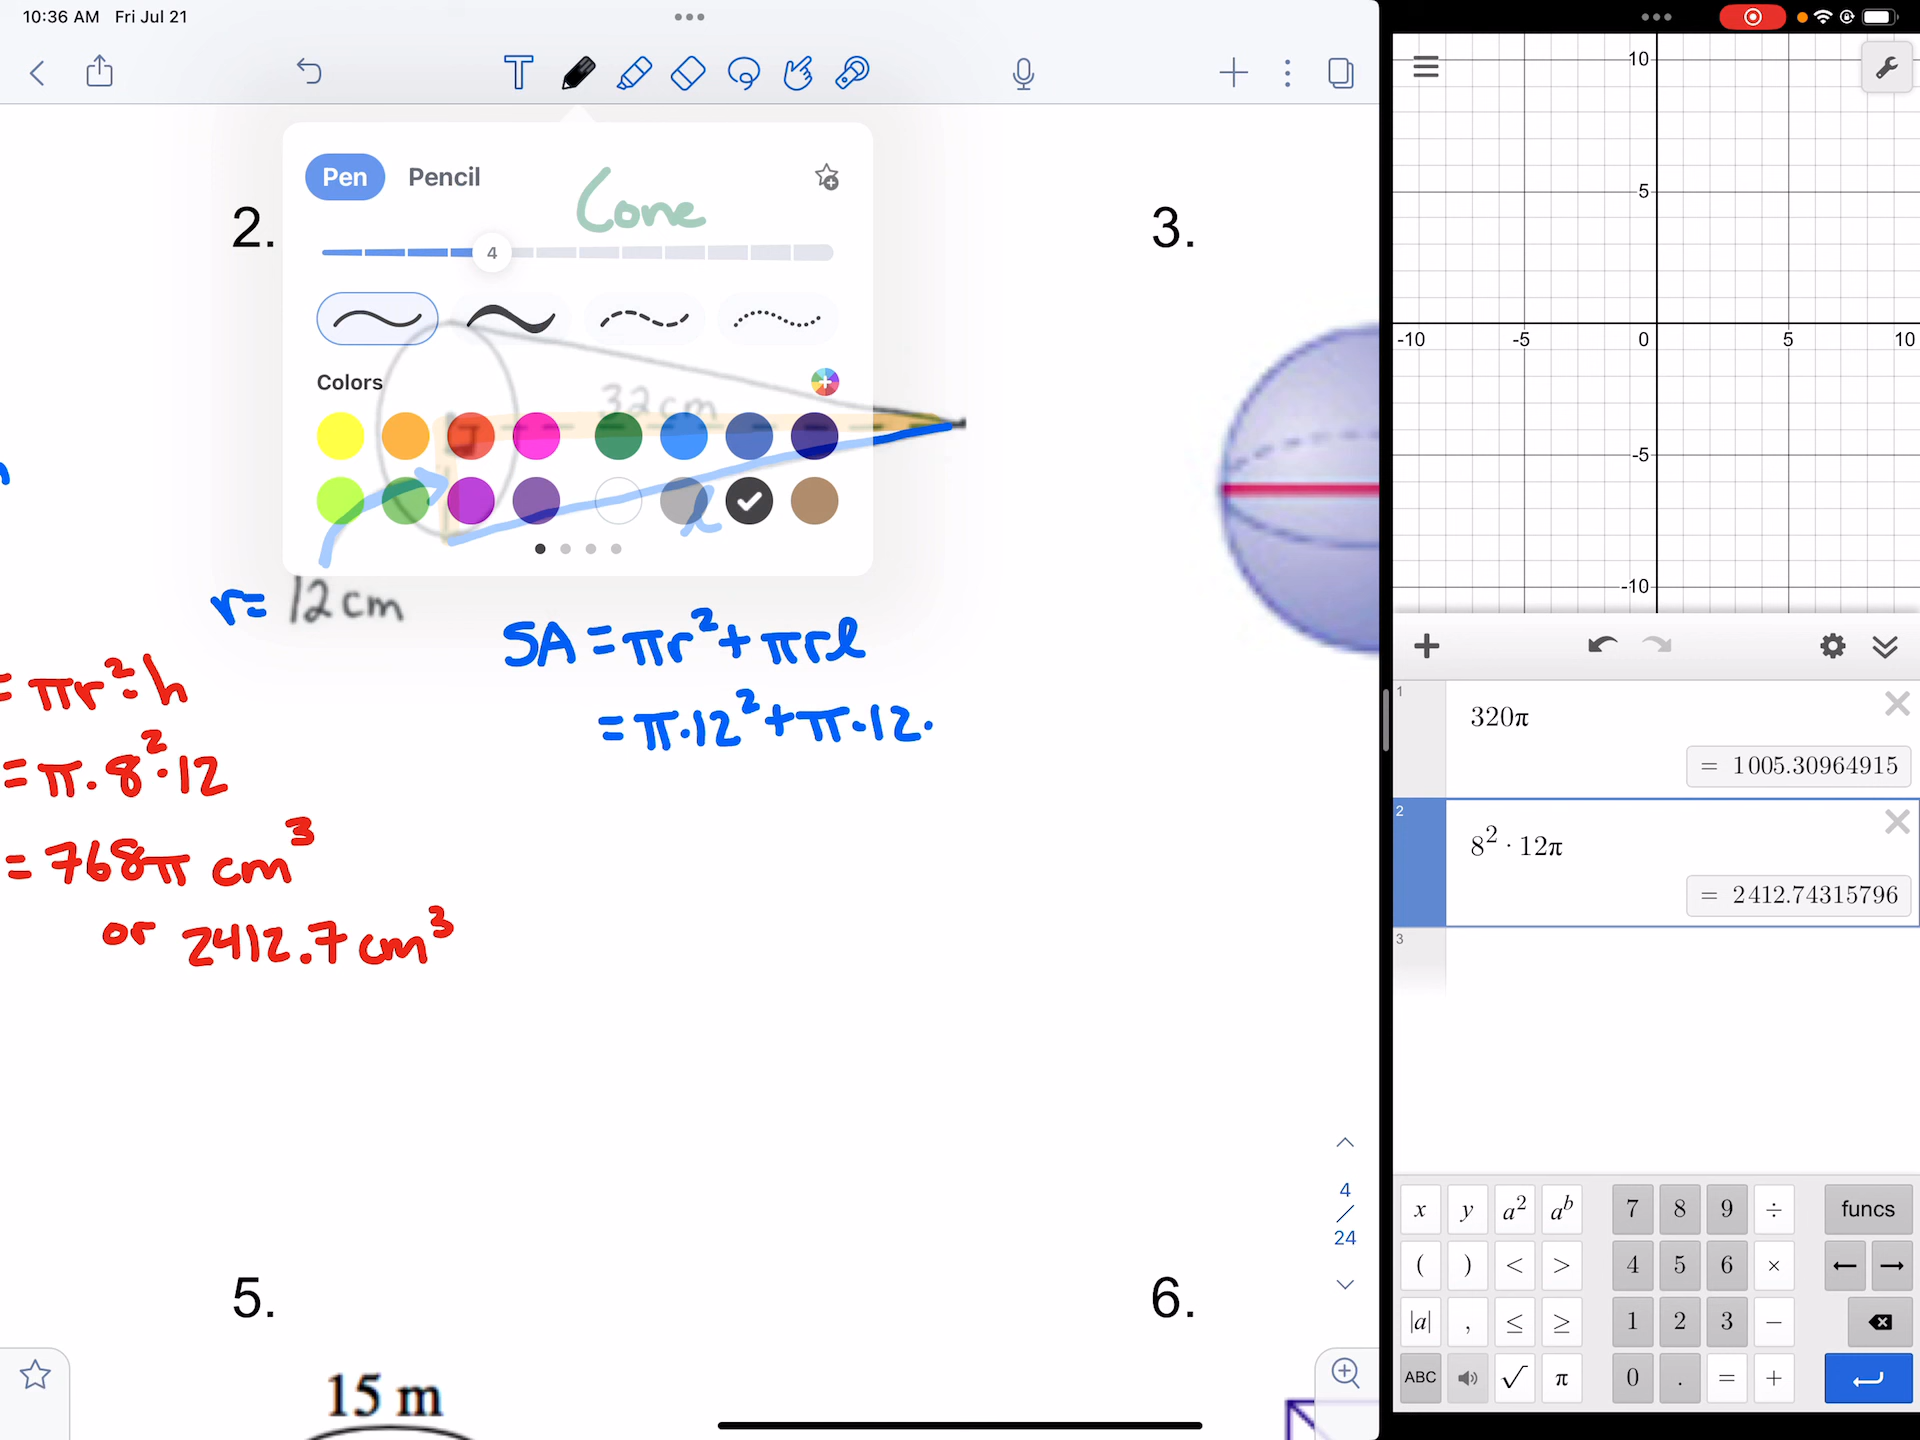 10:36 AM Fri Jul 21
T
Pen Pencil
Cone
4
Colors
2.
32cm
l
r= 12cm
SA = πr²+πrl
= π·12²+π·12·
= πr²·h
= π·8²·12
= 768π cm³
or 2412.7 cm³
3.
4
/
24
5.
15 m
6.
10
5
-10 -5 0 5 10
-5
-10
1
320π
= 1005.30964915
2
8² · 12π
= 2412.74315796
3
x y a² aᵇ 7 8 9 ÷ funcs
( ) < > 4 5 6 × ← →
|a| , ≤ ≥ 1 2 3 −
ABC √ π 0 . = +